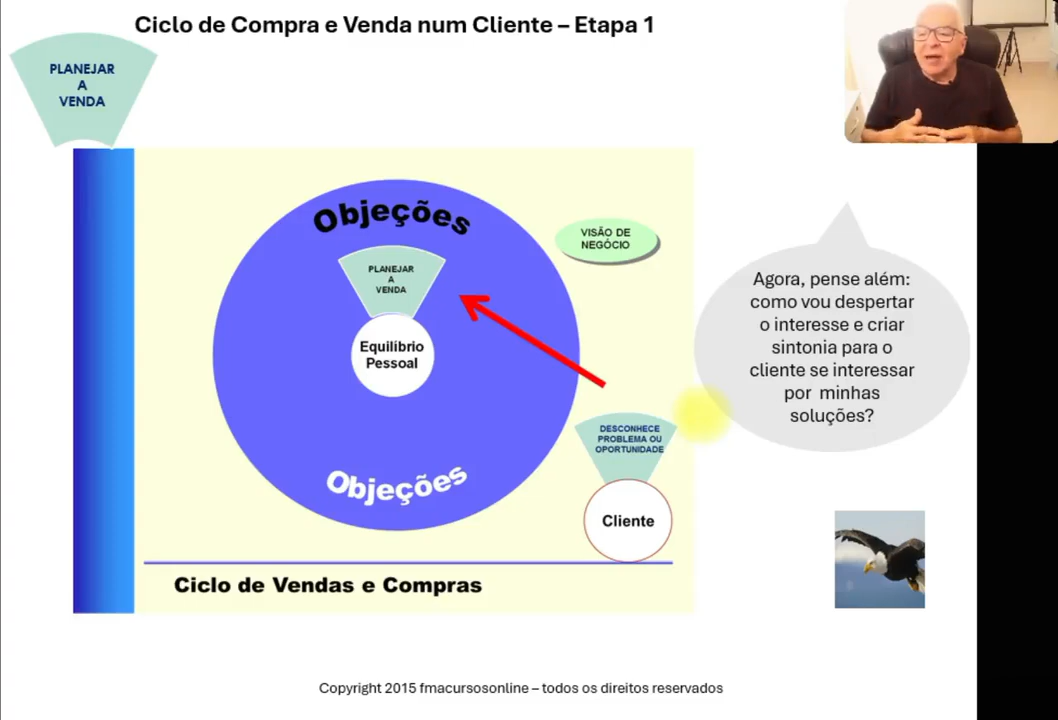 Ciclo de Compra e Venda num Cliente – Etapa 1
PLANEJAR
A
VENDA
Objeções
PLANEJAR
A
VENDA
Equilíbrio
Pessoal
Objeções
VISÃO DE
NEGÓCIO
Agora, pense além:
como vou despertar
o interesse e criar
sintonia para o
cliente se interessar
por minhas
soluções?
DESCONHECE
PROBLEMA OU
OPORTUNIDADE
Cliente
Ciclo de Vendas e Compras
Copyright 2015 fmacursosonline – todos os direitos reservados